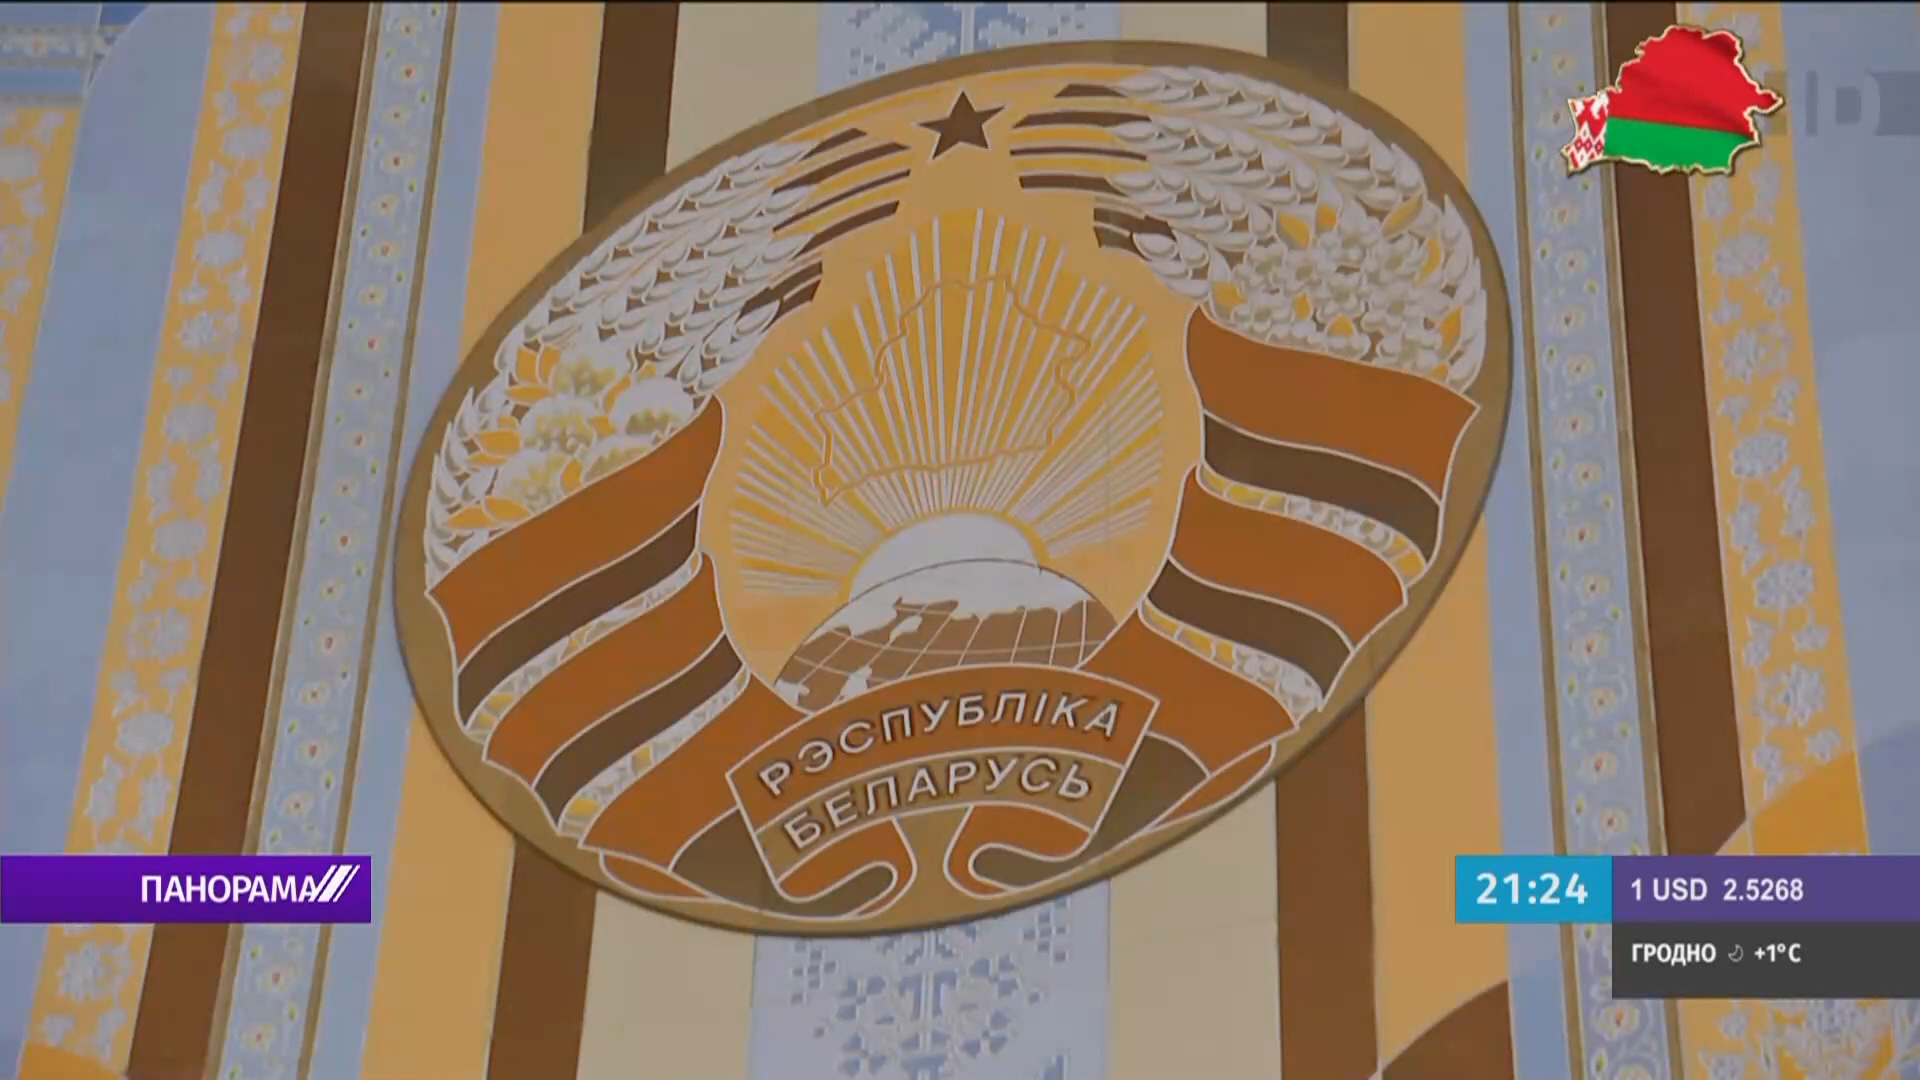 РЭСПУБЛІКА
БЕЛАРУСЬ
ПАНОРАМА
21:24
1 USD 2.5268
ГРОДНО +1°C